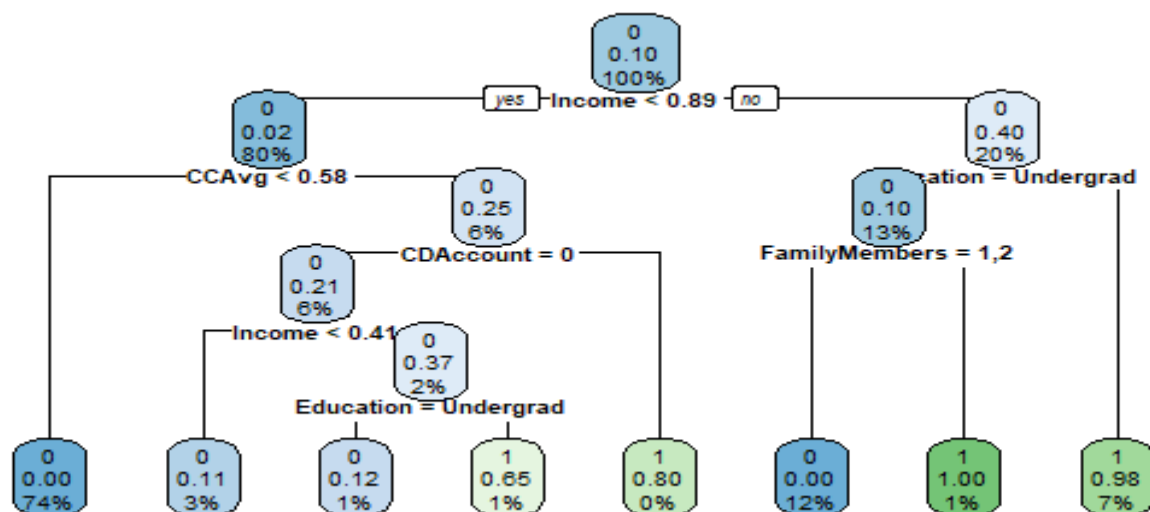 0
0.10
100%
yes Income < 0.89 no
0
0.02
80%
0
0.40
20%
CCAvg < 0.58
cation = Undergrad
0
0.25
6%
0
0.10
13%
CDAccount = 0
FamilyMembers = 1,2
0
0.21
6%
Income < 0.41
0
0.37
2%
Education = Undergrad
0 0 0 1 1 0 1 1
0.00 0.11 0.12 0.65 0.80 0.00 1.00 0.98
74% 3% 1% 1% 0% 12% 1% 7%